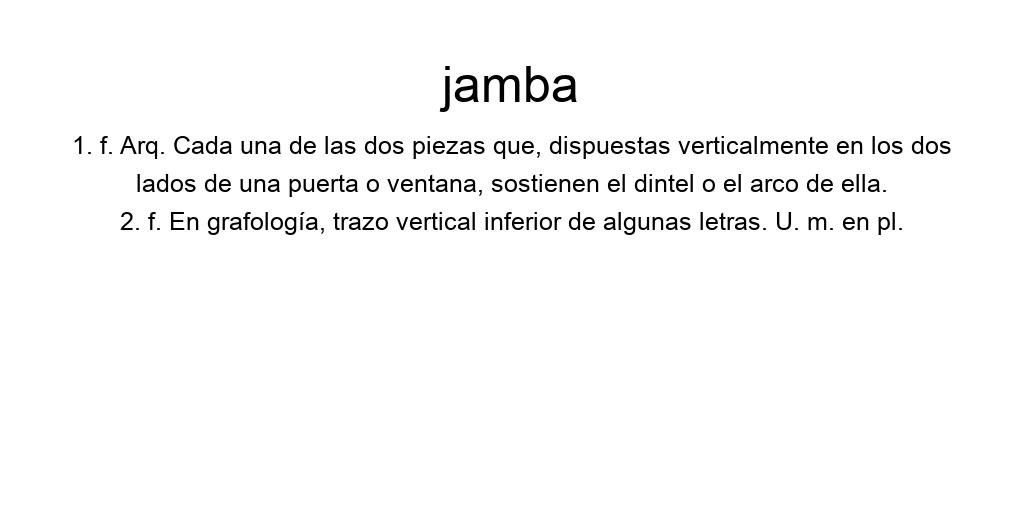 jamba
1. f. Arq. Cada una de las dos piezas que, dispuestas verticalmente en los dos
lados de una puerta o ventana, sostienen el dintel o el arco de ella.
2. f. En grafología, trazo vertical inferior de algunas letras. U. m. en pl.